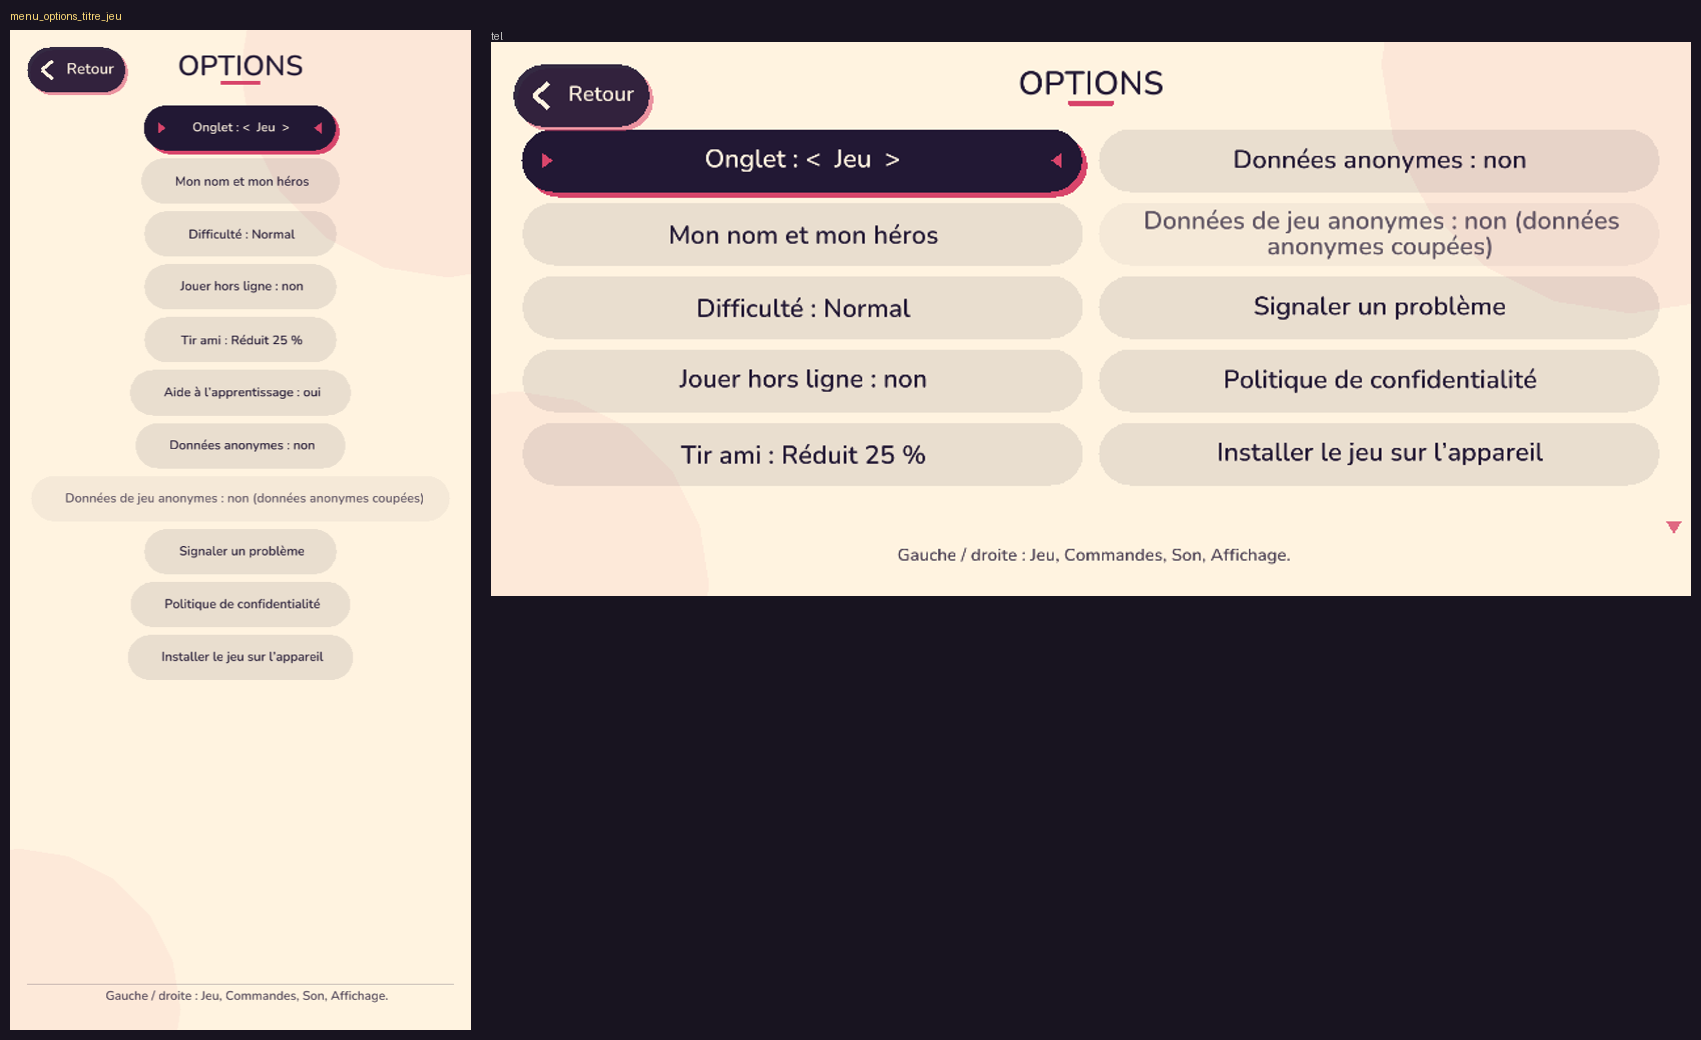 menu_options_titre_jeu
Retour
OPTIONS
Onglet : < Jeu >
Mon nom et mon héros
Difficulté : Normal
Jouer hors ligne : non
Tir ami : Réduit 25 %
Aide à l'apprentissage : oui
Données anonymes : non
Données de jeu anonymes : non (données anonymes coupées)
Signaler un problème
Politique de confidentialité
Installer le jeu sur l'appareil
Gauche / droite : Jeu, Commandes, Son, Affichage.
tel
Retour
OPTIONS
Onglet : < Jeu >
Mon nom et mon héros
Difficulté : Normal
Jouer hors ligne : non
Tir ami : Réduit 25 %
Données anonymes : non
Données de jeu anonymes : non (données
anonymes coupées)
Signaler un problème
Politique de confidentialité
Installer le jeu sur l'appareil
Gauche / droite : Jeu, Commandes, Son, Affichage.